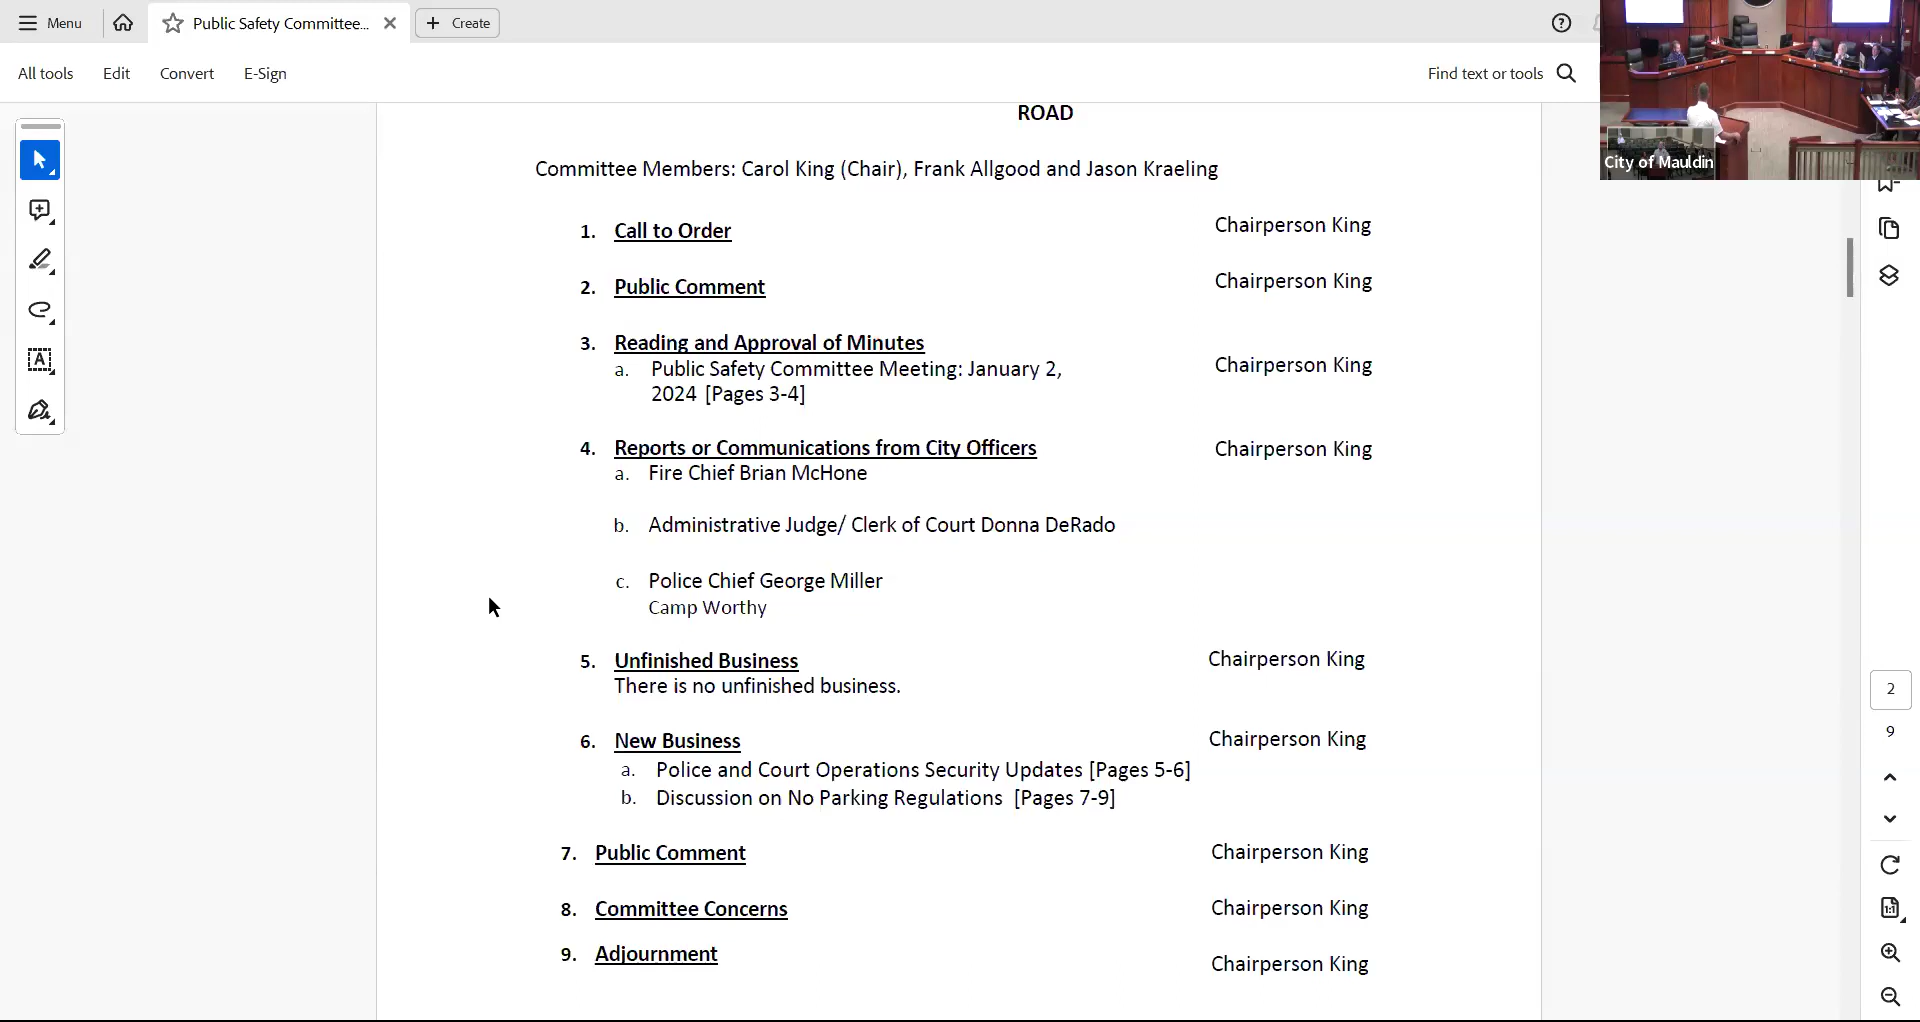 Menu
Public Safety Committee...
Create
All tools
Edit
Convert
E-Sign
Find text or tools
City of Mauldin
ROAD
Committee Members: Carol King (Chair), Frank Allgood and Jason Kraeling
1. Call to Order Chairperson King
2. Public Comment Chairperson King
3. Reading and Approval of Minutes
a. Public Safety Committee Meeting: January 2, Chairperson King
2024 [Pages 3-4]
4. Reports or Communications from City Officers Chairperson King
a. Fire Chief Brian McHone
b. Administrative Judge/ Clerk of Court Donna DeRado
c. Police Chief George Miller
Camp Worthy
5. Unfinished Business Chairperson King
There is no unfinished business.
6. New Business Chairperson King
a. Police and Court Operations Security Updates [Pages 5-6]
b. Discussion on No Parking Regulations [Pages 7-9]
7. Public Comment Chairperson King
8. Committee Concerns Chairperson King
9. Adjournment Chairperson King
2
9
1:1